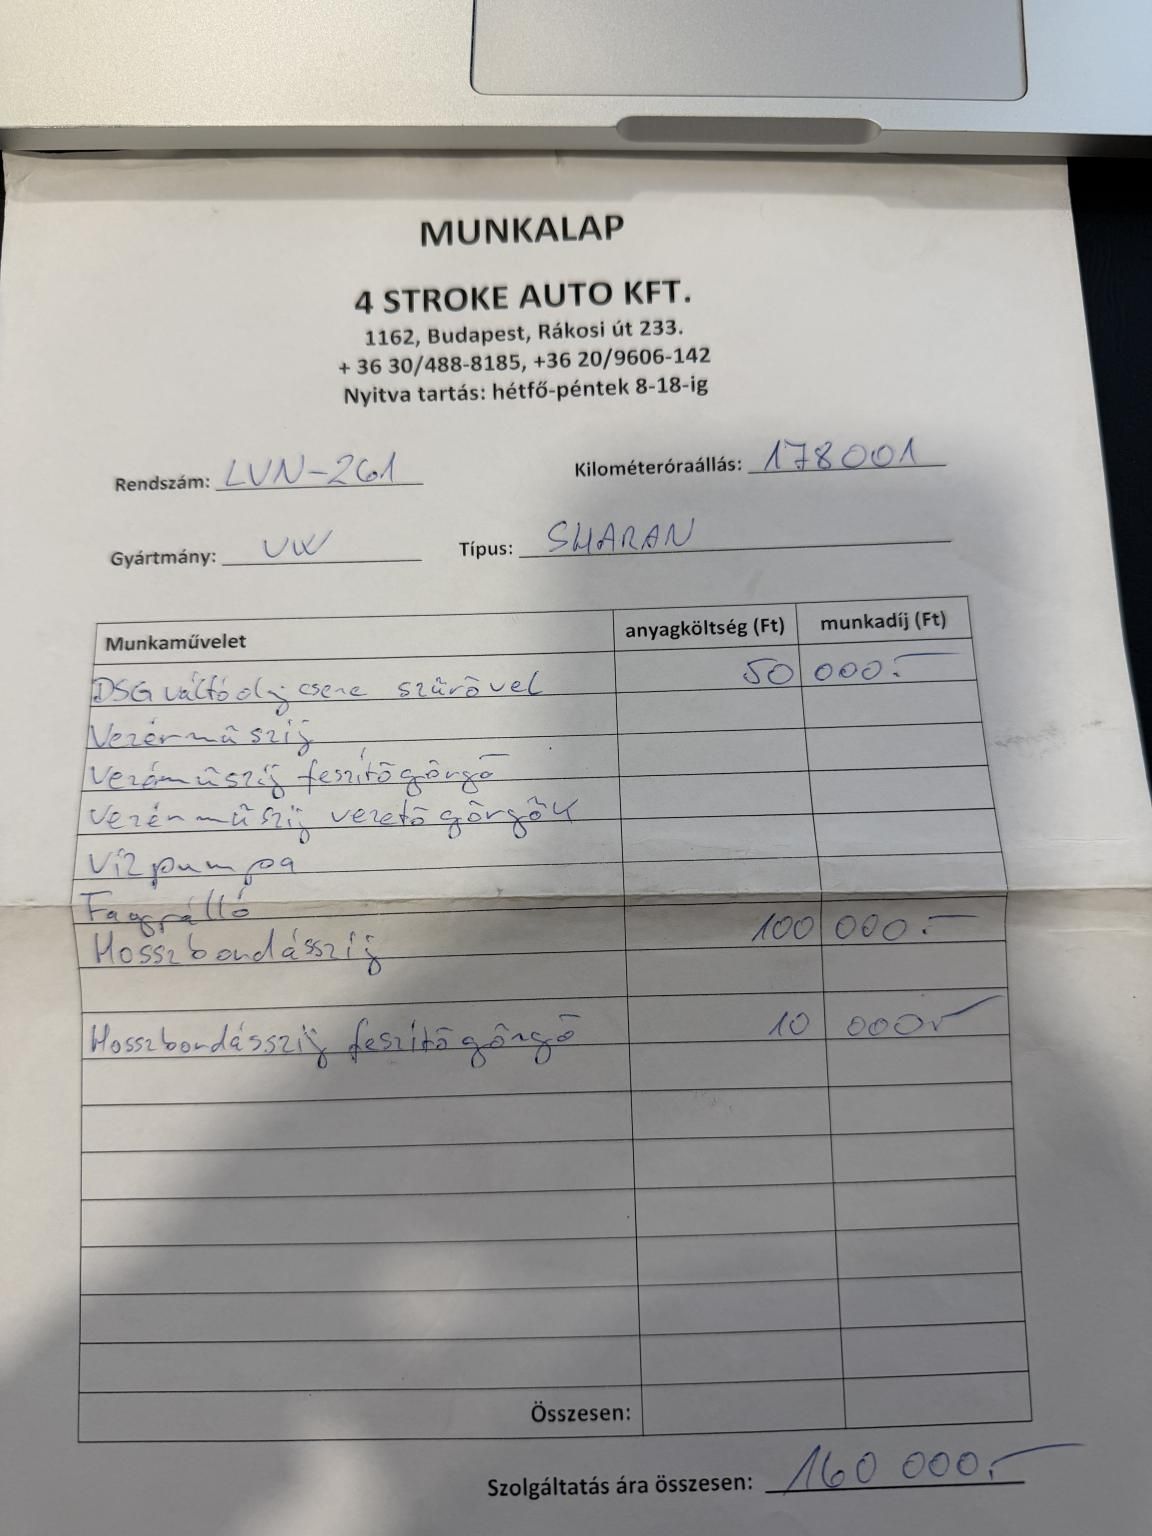 MUNKALAP
4 STROKE AUTO KFT.
1162, Budapest, Rákosi út 233.
+ 36 30/488-8185, +36 20/9606-142
Nyitva tartás: hétfő-péntek 8-18-ig
Rendszám: LVN-261 Kilométeróraállás: 178001
Gyártmány: VW Típus: SHARAN
Munkaművelet anyagköltség (Ft) munkadíj (Ft)
DSG váltóolaj csere szűrővel 50 000.-
Vezérműszíj
Vezérműszíj feszítőgörgő
Vezérműszíj vezetőgörgők
Vízpumpa
Fagyálló
Hosszbordásszíj 100 000.-
Hosszbordásszíj feszítőgörgő 10 000.-
Összesen:
Szolgáltatás ára összesen: 160 000.-